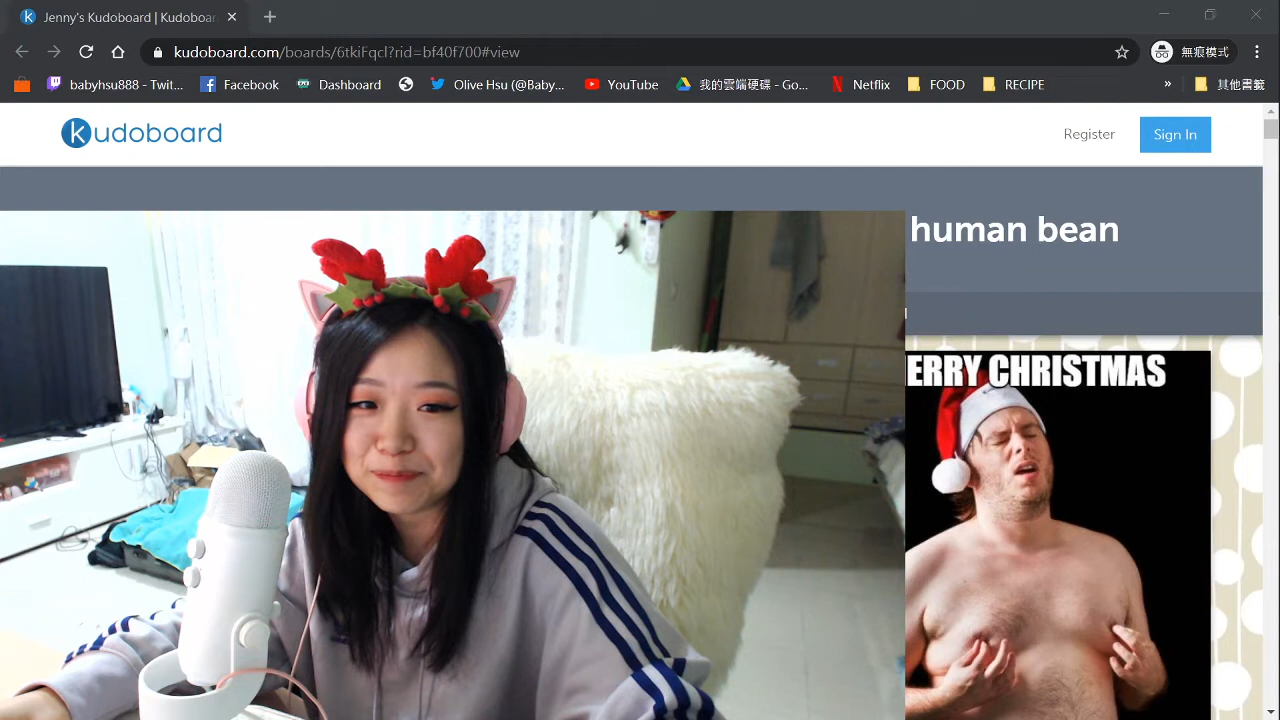 Jenny's Kudoboard | Kudoboar
kudoboard.com/boards/6tkiFqcl?rid=bf40f700#view
無痕模式
babyhsu888 - Twit...
Facebook
Dashboard
Olive Hsu (@Baby...
YouTube
我的雲端硬碟 - Go...
Netflix
FOOD
RECIPE
»
其他書籤
kudoboard
Register
Sign In
human bean
ERRY CHRISTMAS